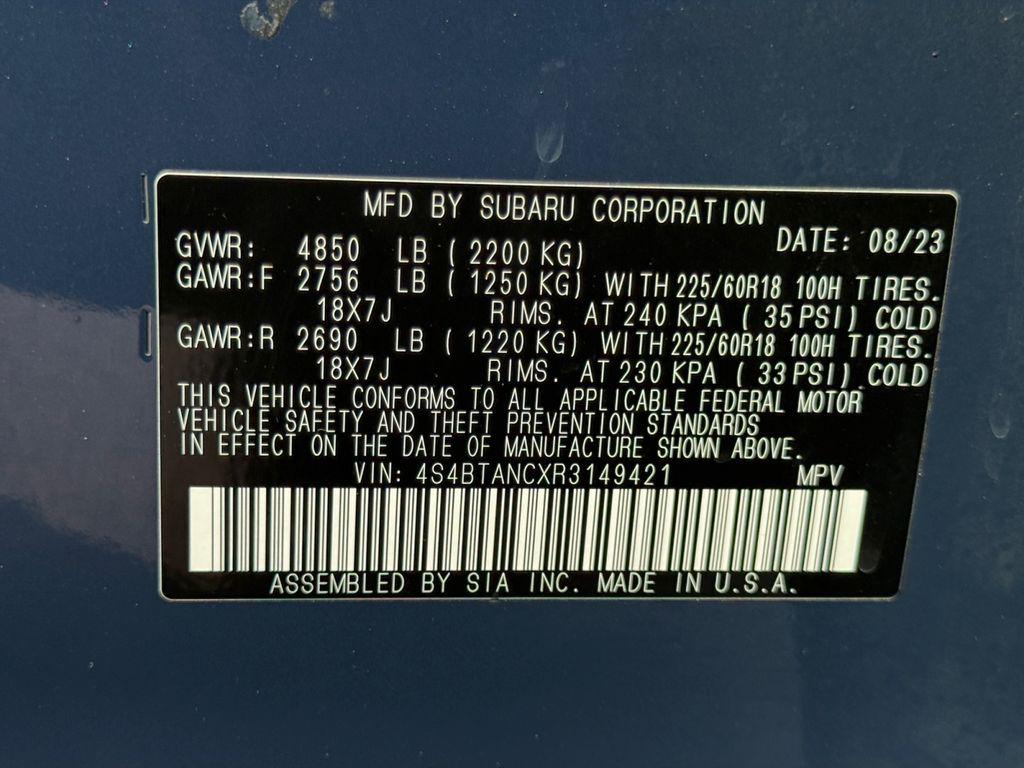 MFD BY SUBARU CORPORATION
DATE: 08/23
GVWR: 4850 LB ( 2200 KG)
GAWR:F 2756 LB ( 1250 KG) WITH 225/60R18 100H TIRES.
18X7J RIMS. AT 240 KPA ( 35 PSI) COLD
GAWR:R 2690 LB ( 1220 KG) WITH 225/60R18 100H TIRES.
18X7J RIMS. AT 230 KPA ( 33 PSI) COLD
THIS VEHICLE CONFORMS TO ALL APPLICABLE FEDERAL MOTOR
VEHICLE SAFETY AND THEFT PREVENTION STANDARDS
IN EFFECT ON THE DATE OF MANUFACTURE SHOWN ABOVE.
VIN: 4S4BTANCXR3149421 MPV
ASSEMBLED BY SIA INC. MADE IN U.S.A.